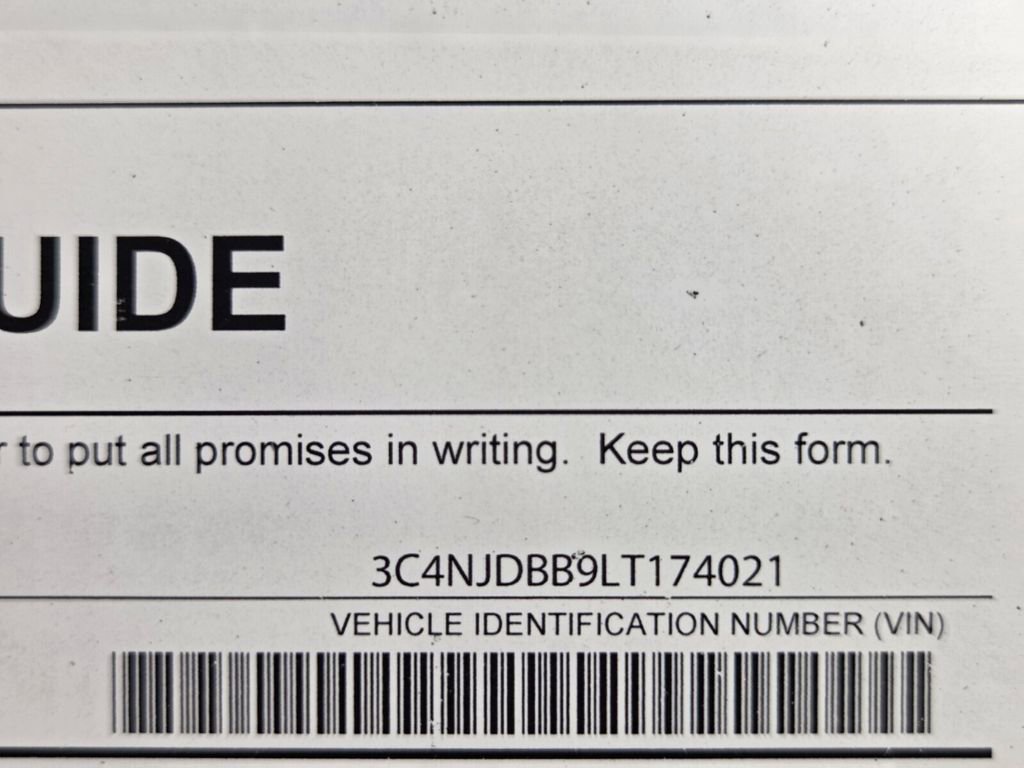 UIDE
r to put all promises in writing. Keep this form.
3C4NJDBB9LT174021
VEHICLE IDENTIFICATION NUMBER (VIN)